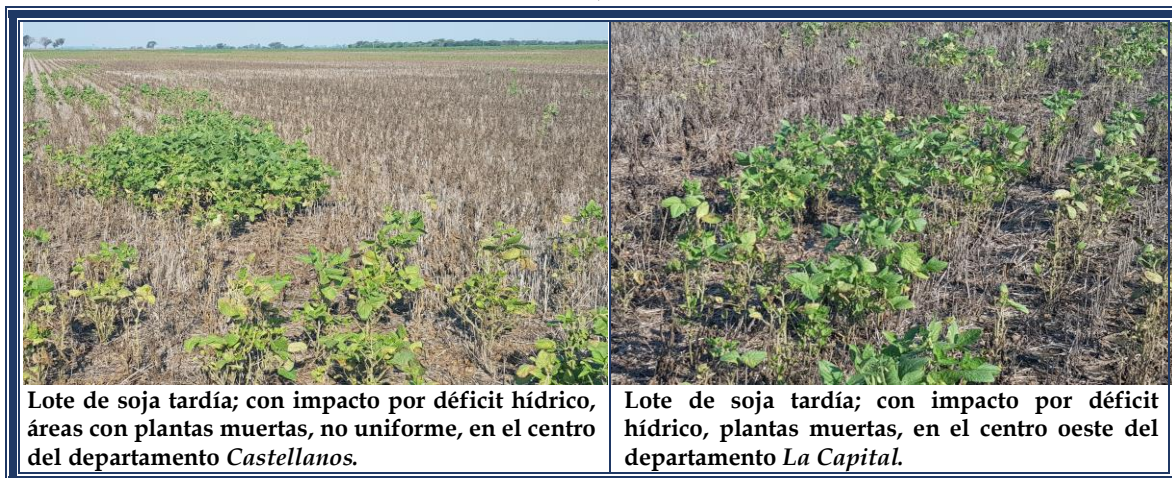 Lote de soja tardía; con impacto por déficit hídrico,
áreas con plantas muertas, no uniforme, en el centro
del departamento Castellanos.
Lote de soja tardía; con impacto por déficit
hídrico, plantas muertas, en el centro oeste del
departamento La Capital.